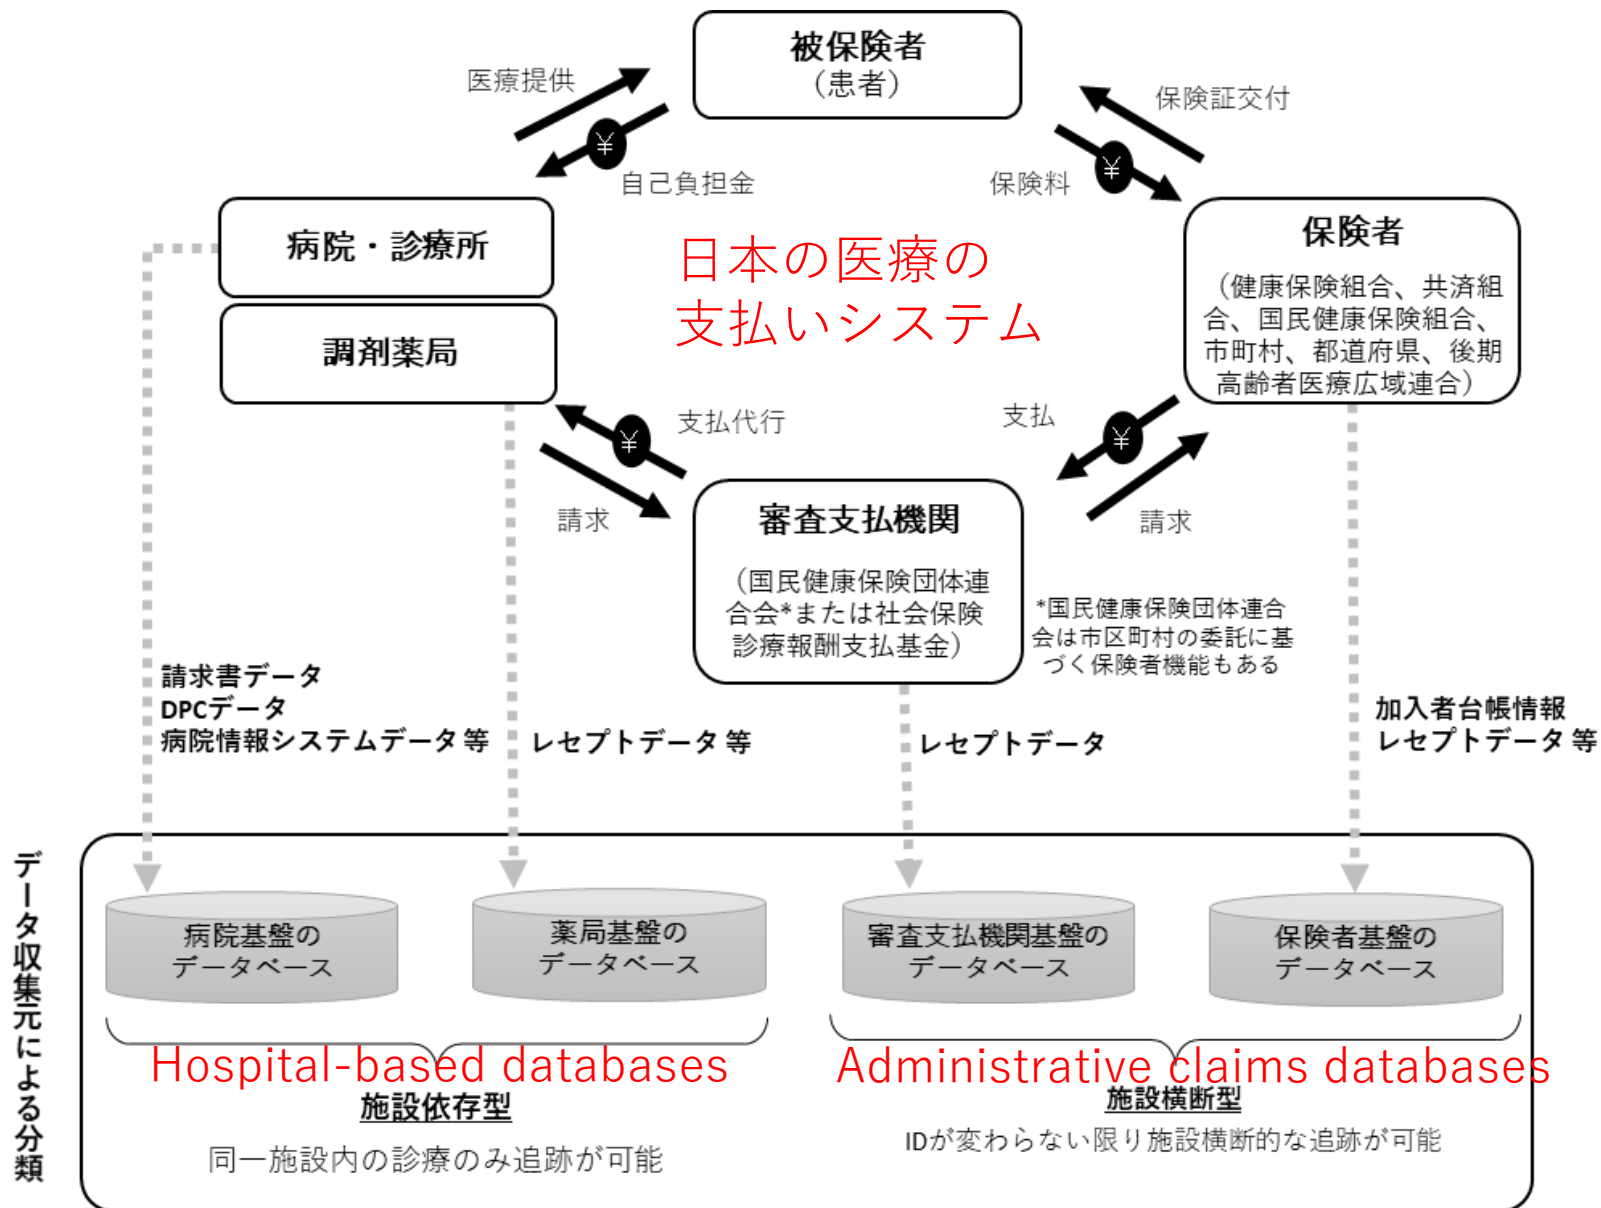 被保険者
（患者）
医療提供
保険証交付
¥
¥
自己負担金
保険料
病院・診療所
調剤薬局
日本の医療の
支払いシステム
保険者
（健康保険組合、共済組
合、国民健康保険組合、
市町村、都道府県、後期
高齢者医療広域連合）
支払代行
支払
¥
¥
請求
請求
審査支払機関
（国民健康保険団体連
合会*または社会保険
診療報酬支払基金）
*国民健康保険団体連合
会は市区町村の委託に基
づく保険者機能もある
請求書データ
DPCデータ
病院情報システムデータ 等
レセプトデータ 等
レセプトデータ
加入者台帳情報
レセプトデータ 等
データ収集元による分類
病院基盤の
データベース
薬局基盤の
データベース
審査支払機関基盤の
データベース
保険者基盤の
データベース
Hospital-based databases
施設依存型
同一施設内の診療のみ追跡が可能
Administrative claims databases
施設横断型
IDが変わらない限り施設横断的な追跡が可能